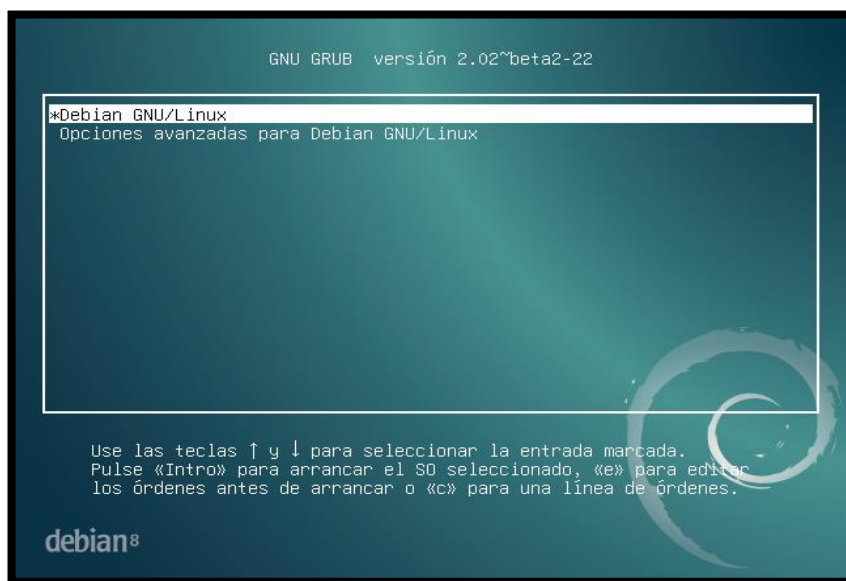 GNU GRUB versión 2.02~beta2-22
*Debian GNU/Linux
Opciones avanzadas para Debian GNU/Linux
Use las teclas ↑ y ↓ para seleccionar la entrada marcada.
Pulse «Intro» para arrancar el SO seleccionado, «e» para editar
los órdenes antes de arrancar o «c» para una línea de órdenes.
debian 8